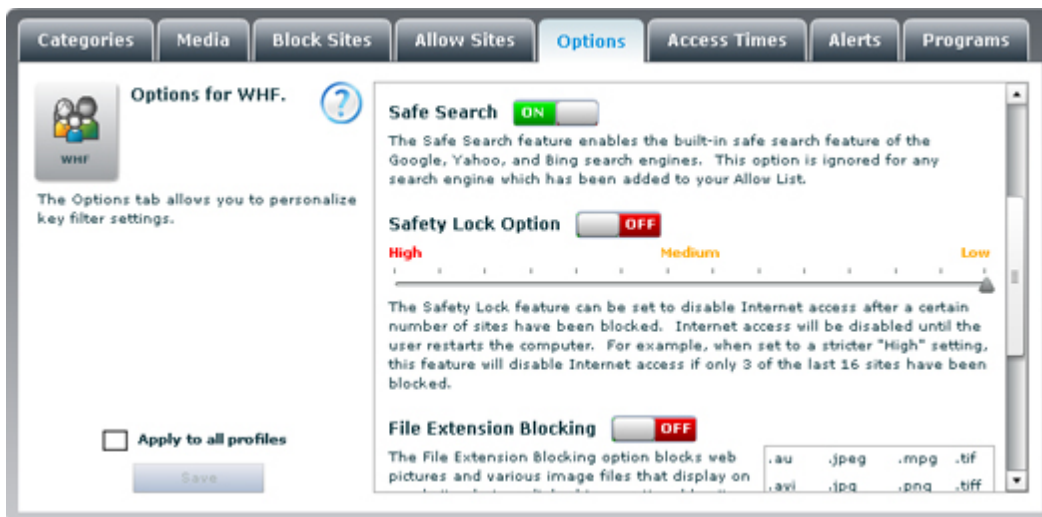 Categories Media Block Sites Allow Sites Options Access Times Alerts Programs
Options for WHF.
?
WHF
The Options tab allows you to personalize
key filter settings.
Apply to all profiles
Save
Safe Search ON
The Safe Search feature enables the built-in safe search feature of the
Google, Yahoo, and Bing search engines. This option is ignored for any
search engine which has been added to your Allow List.
Safety Lock Option OFF
High Medium Low
The Safety Lock feature can be set to disable Internet access after a certain
number of sites have been blocked. Internet access will be disabled until the
user restarts the computer. For example, when set to a stricter "High" setting,
this feature will disable Internet access if only 3 of the last 16 sites have been
blocked.
File Extension Blocking OFF
The File Extension Blocking option blocks web
pictures and various image files that display on
.au .jpeg .mpg .tif
.avi .jpg .png .tiff